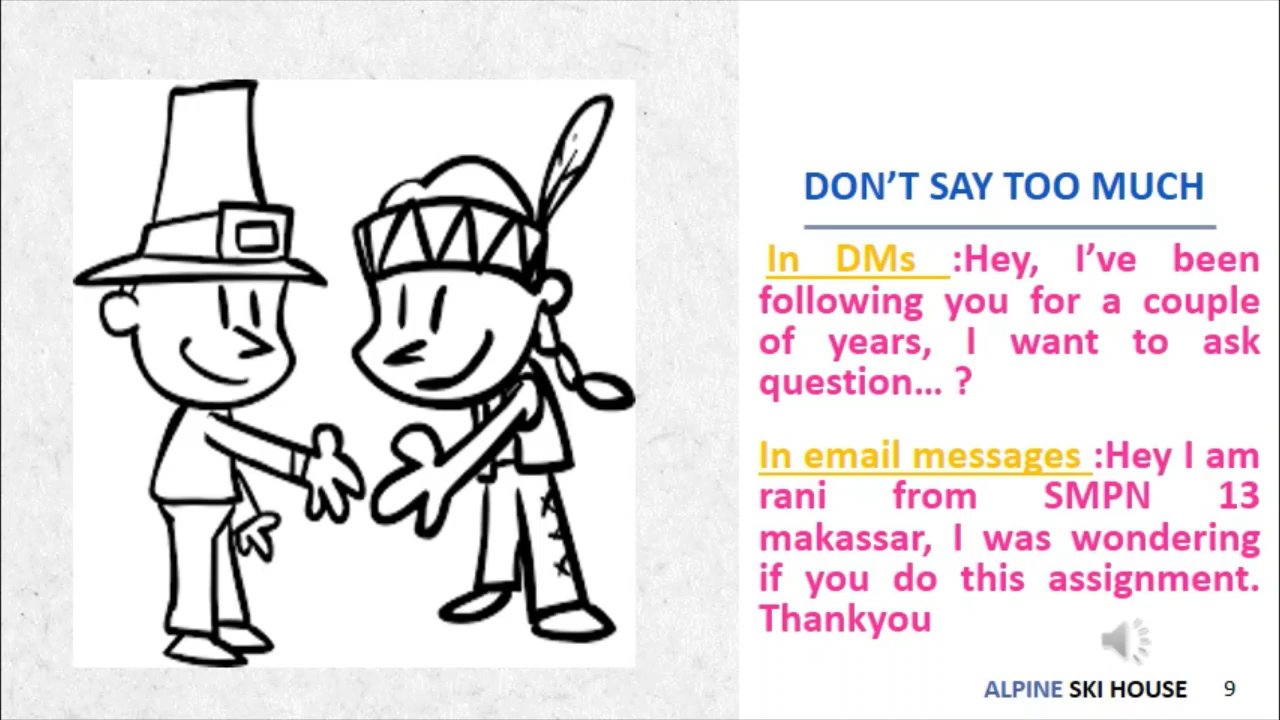 DON'T SAY TOO MUCH
In DMs :Hey, I've been
following you for a couple
of years, I want to ask
question... ?
In email messages :Hey I am
rani from SMPN 13
makassar, I was wondering
if you do this assignment.
Thankyou
ALPINE SKI HOUSE 9